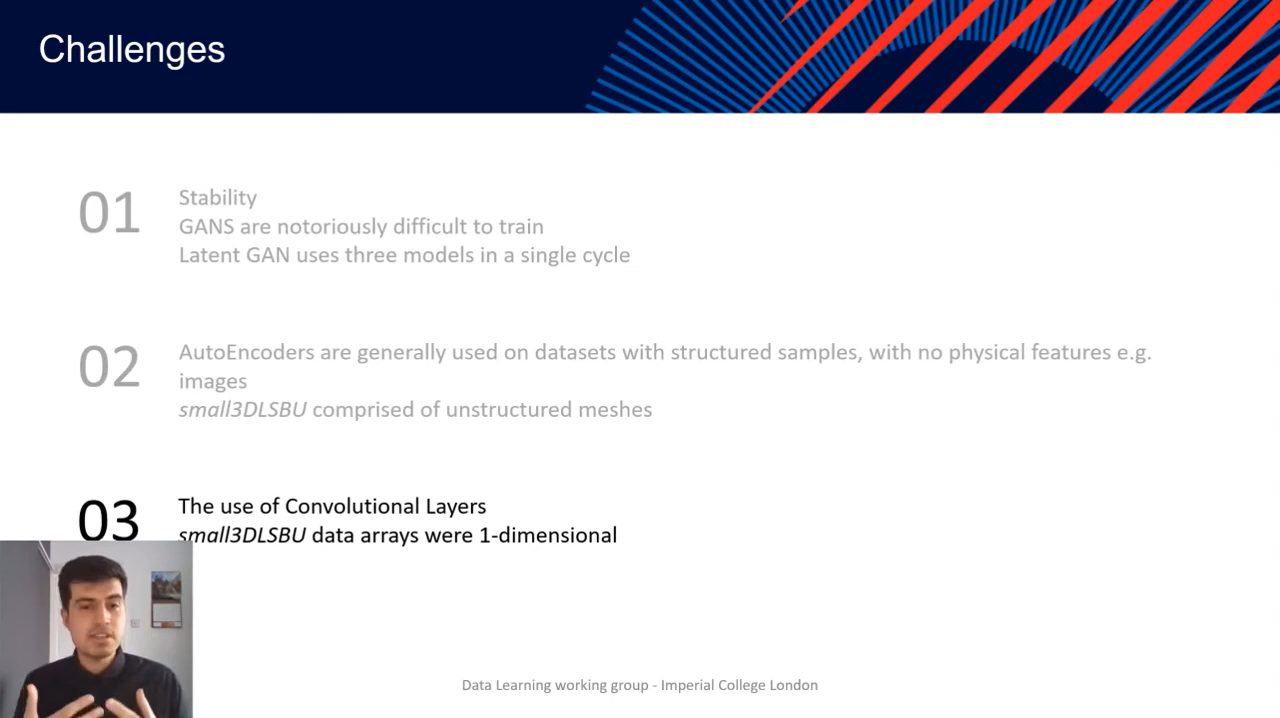 Challenges
01
Stability
GANS are notoriously difficult to train
Latent GAN uses three models in a single cycle
02
AutoEncoders are generally used on datasets with structured samples, with no physical features e.g.
images
small3DLSBU comprised of unstructured meshes
03
The use of Convolutional Layers
small3DLSBU data arrays were 1-dimensional
Data Learning working group - Imperial College London